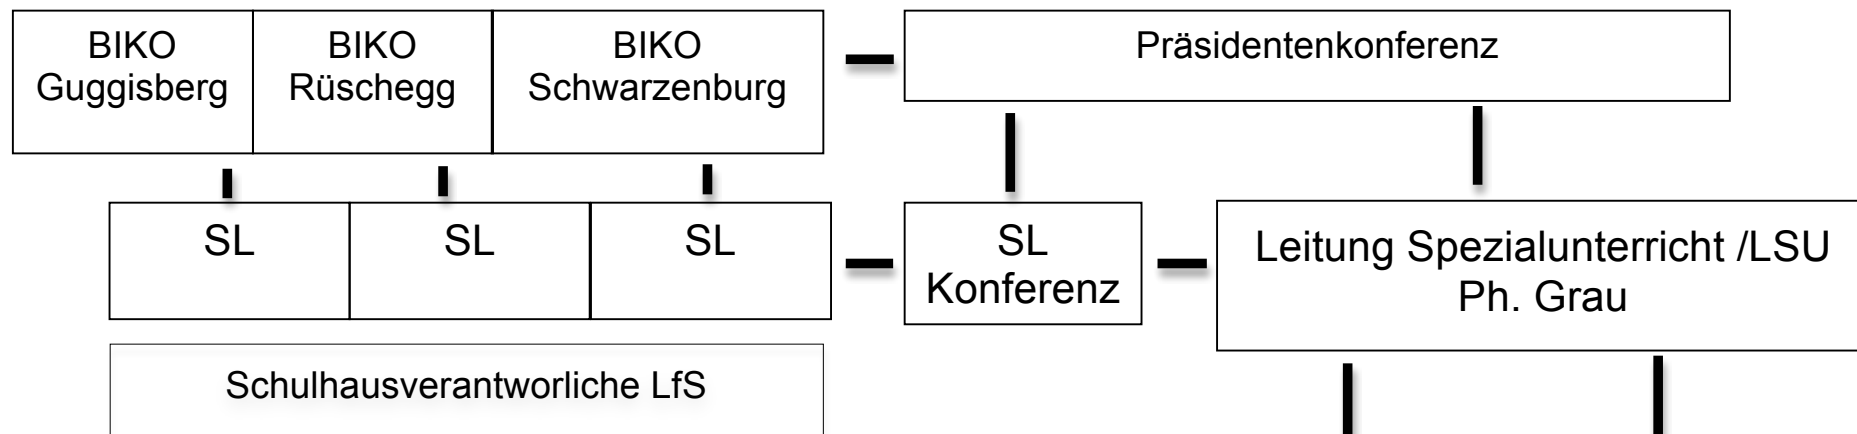 BIKO
Guggisberg
BIKO
Rüschegg
BIKO
Schwarzenburg
Präsidentenkonferenz
SL
SL
SL
SL
Konferenz
Leitung Spezialunterricht /LSU
Ph. Grau
Schulhausverantworliche LfS